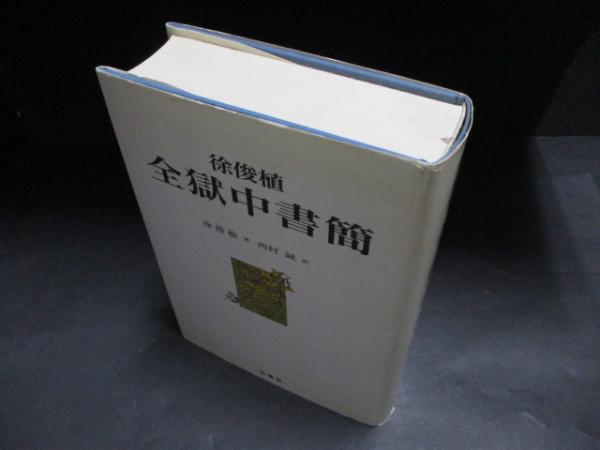 徐俊植
全獄中書簡
徐俊植 著 西村誠 訳